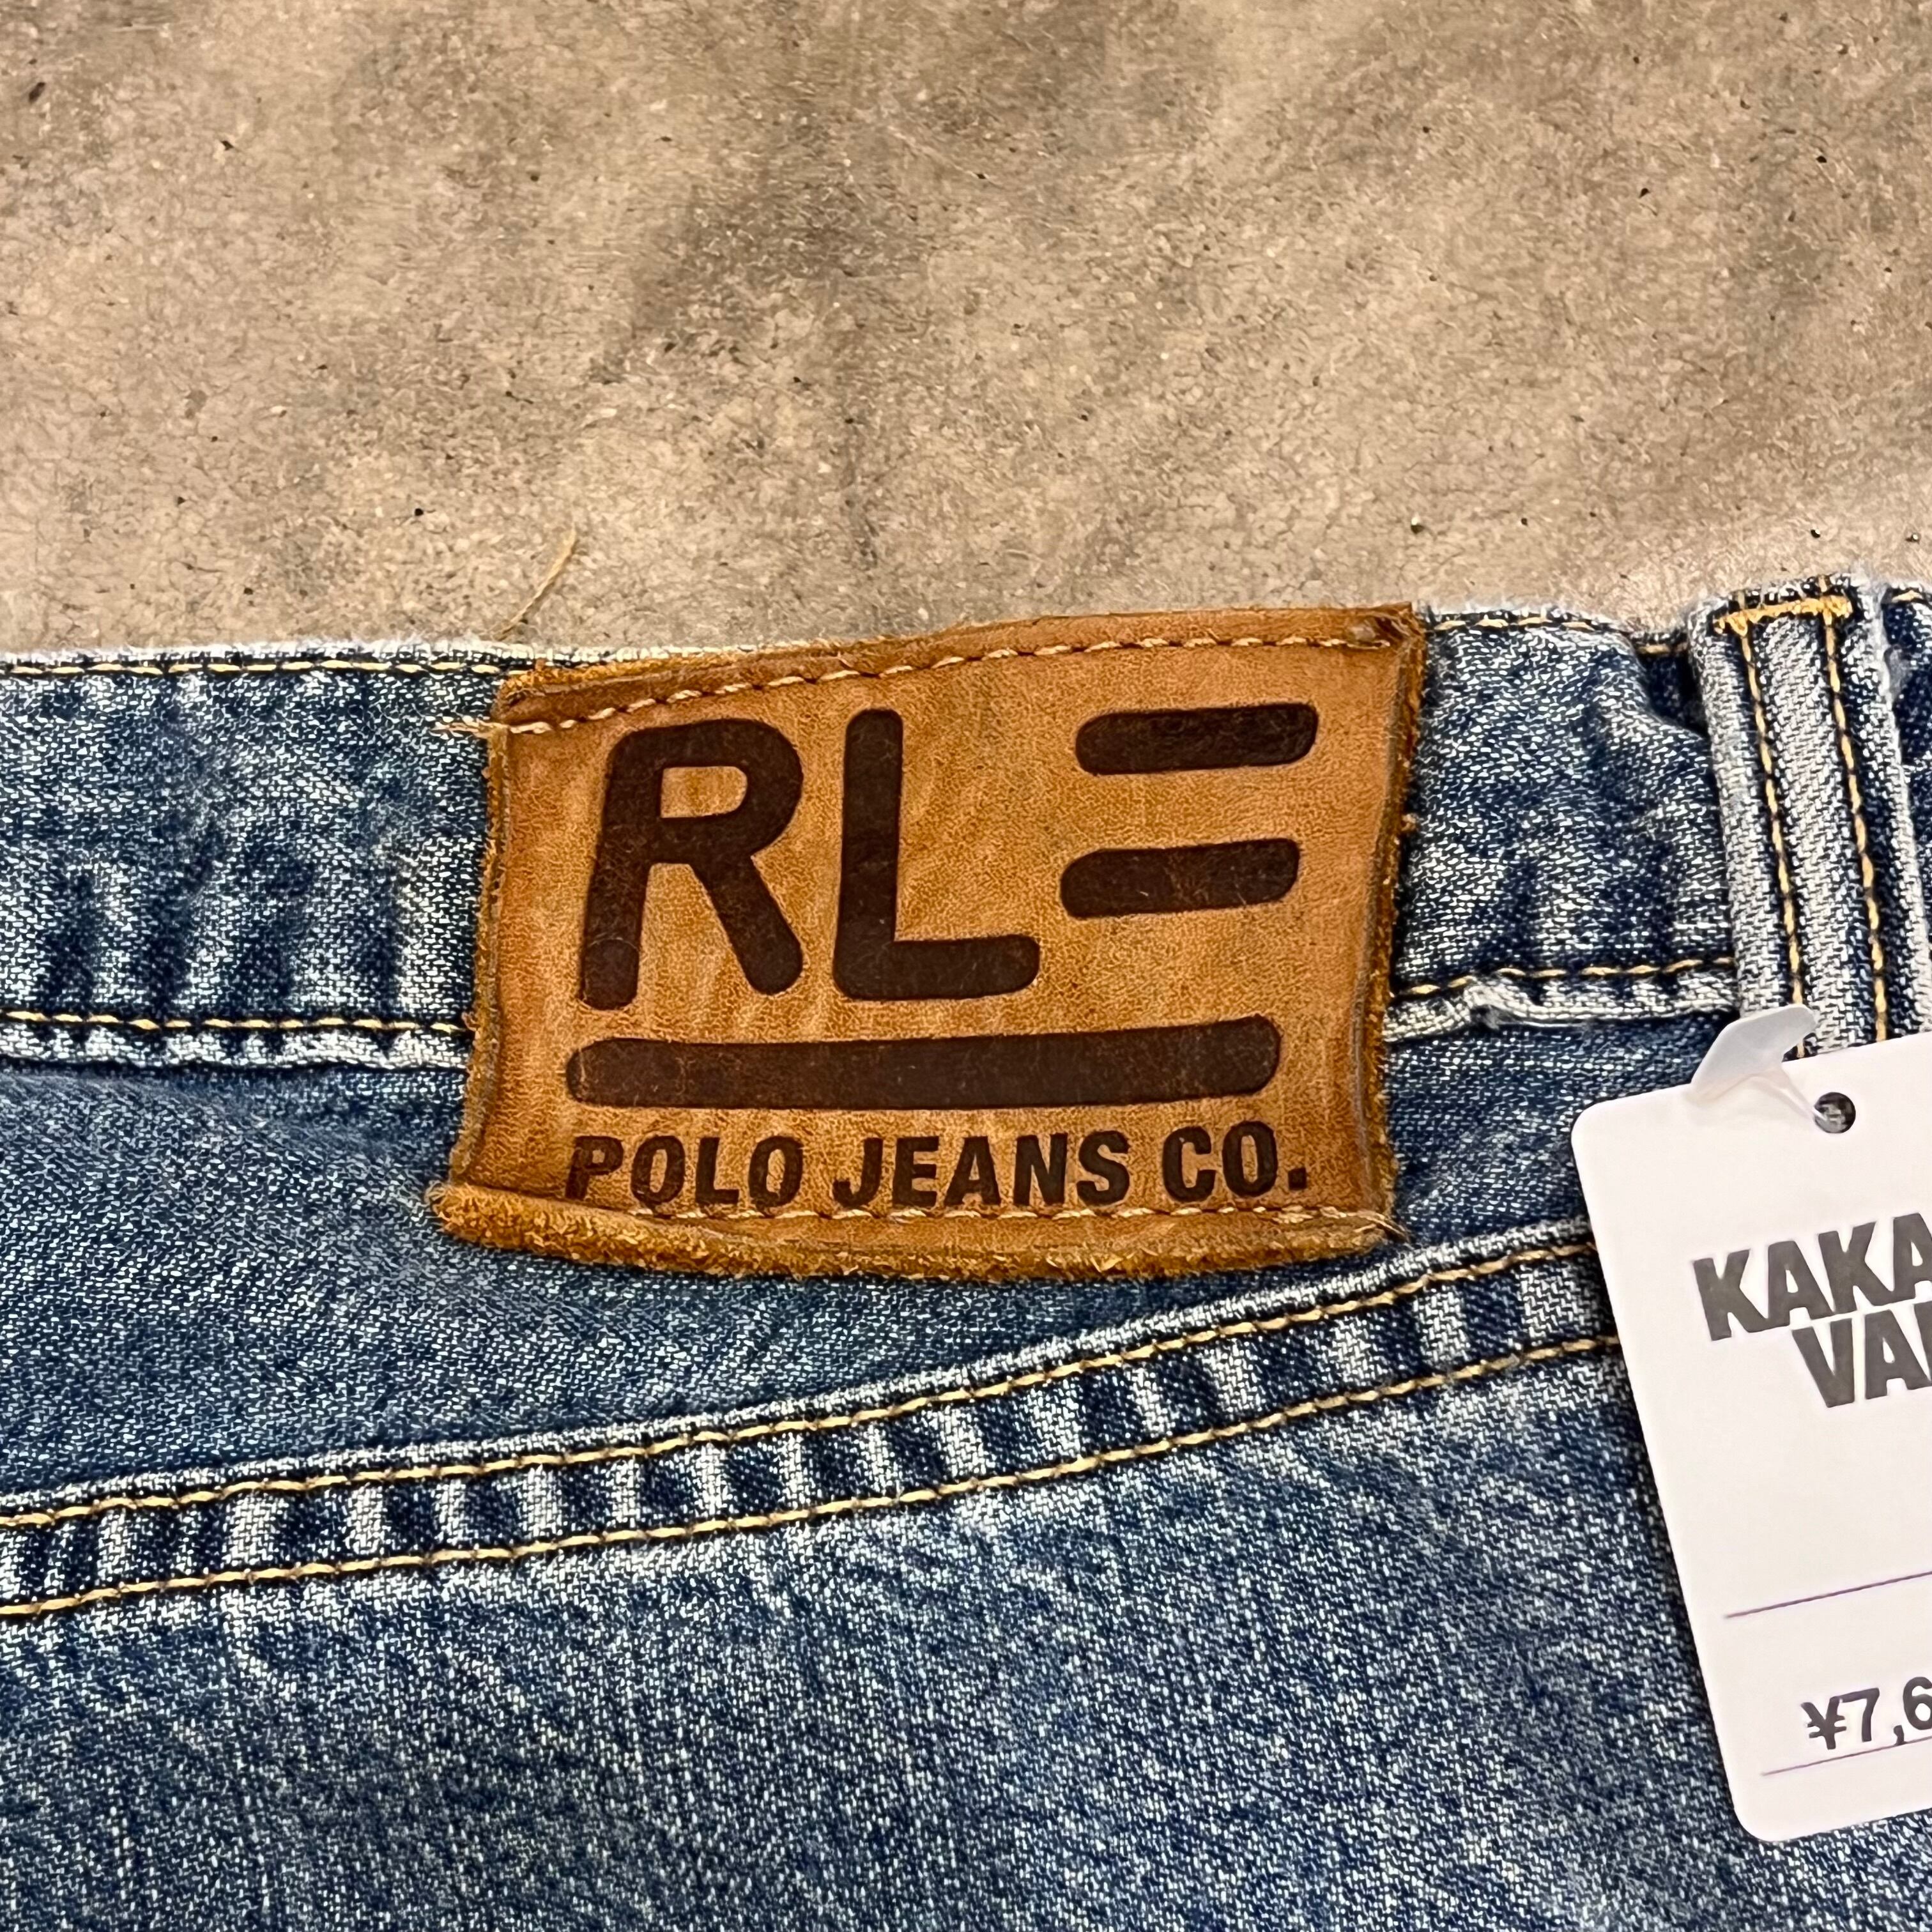 RL
POLO JEANS CO.
KAKA
VA
¥7,6